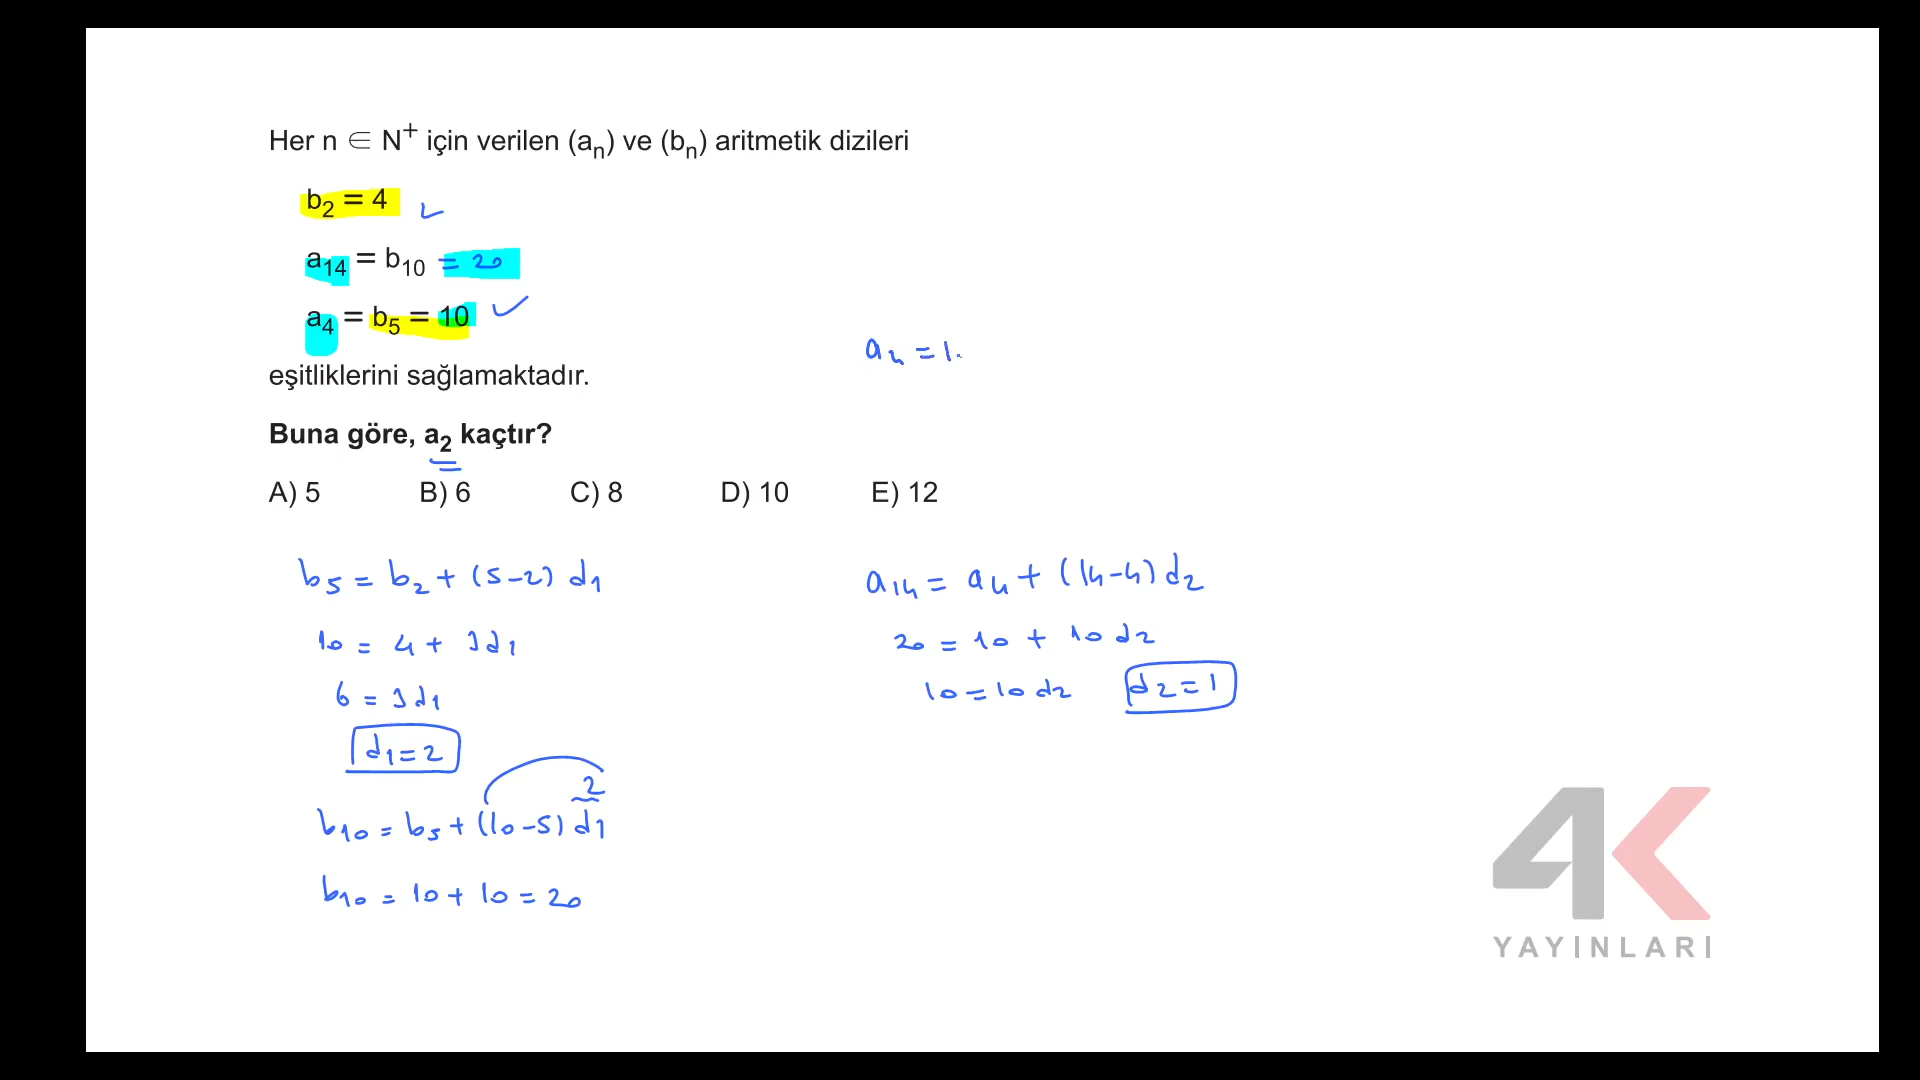 Her n ∈ N⁺ için verilen (aₙ) ve (bₙ) aritmetik dizileri
b₂ = 4 ✓
a₁₄ = b₁₀ = 20
a₄ = b₅ = 10 ✓
a₄ = 1.
eşitliklerini sağlamaktadır.
Buna göre, a₂ kaçtır?
A) 5 B) 6 C) 8 D) 10 E) 12
b₅ = b₂ + (5-2) d₁
10 = 4 + 3d₁
6 = 3d₁
d₁ = 2
2
b₁₀ = b₅ + (10-5) d₁
b₁₀ = 10 + 10 = 20
a₁₄ = a₄ + (14-4) d₂
20 = 10 + 10 d₂
10 = 10 d₂ d₂ = 1
4K
YAYINLARI